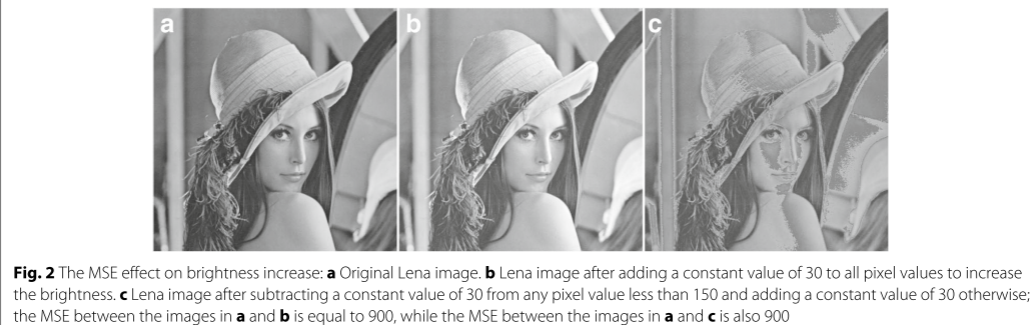 a b c
Fig. 2 The MSE effect on brightness increase: a Original Lena image. b Lena image after adding a constant value of 30 to all pixel values to increase
the brightness. c Lena image after subtracting a constant value of 30 from any pixel value less than 150 and adding a constant value of 30 otherwise;
the MSE between the images in a and b is equal to 900, while the MSE between the images in a and c is also 900